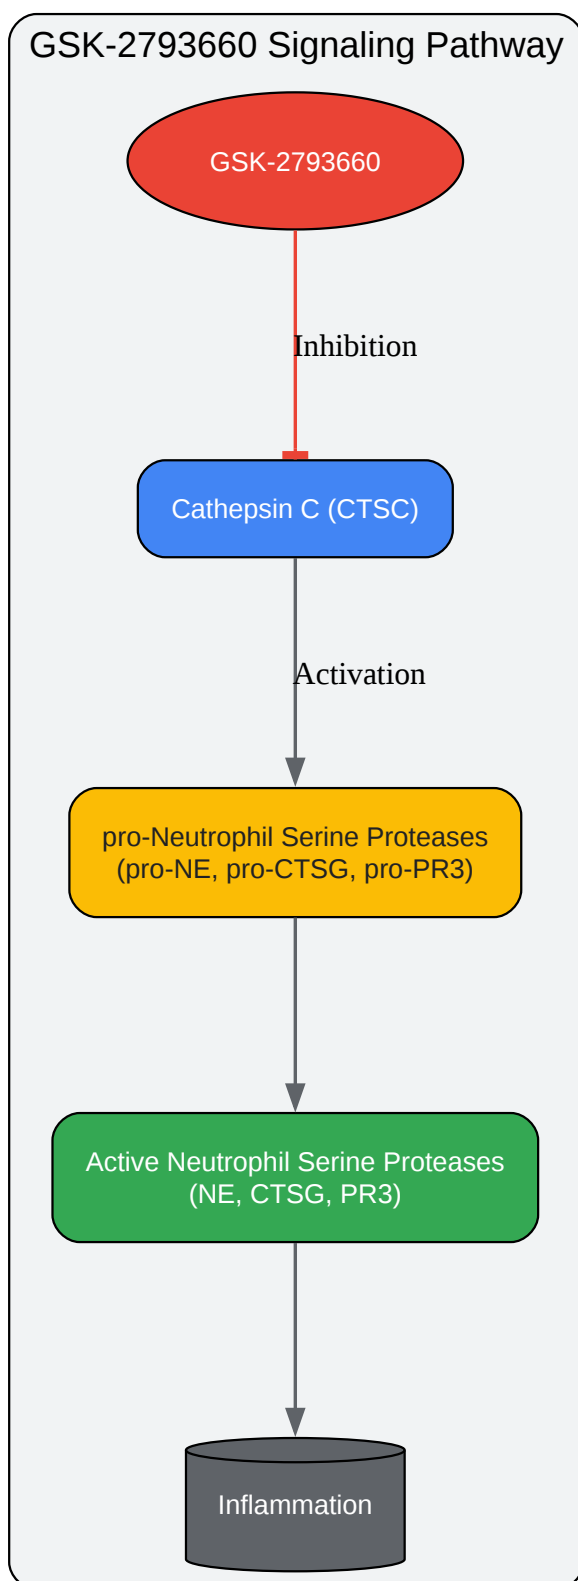 GSK-2793660 Signaling Pathway
GSK-2793660
Inhibition
Cathepsin C (CTSC)
Activation
pro-Neutrophil Serine Proteases
(pro-NE, pro-CTSG, pro-PR3)
Active Neutrophil Serine Proteases
(NE, CTSG, PR3)
Inflammation